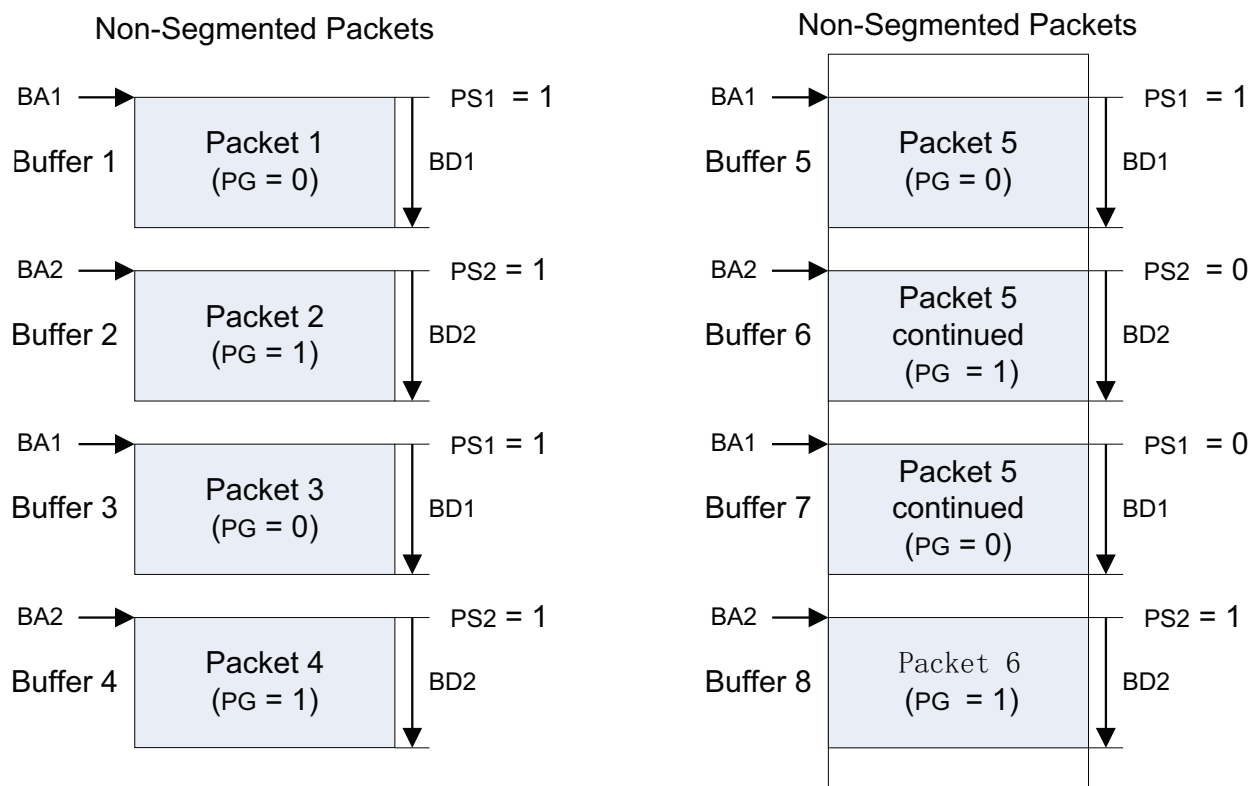 Non-Segmented Packets
BA1
PS1 = 1
Packet 1
(PG = 0)
Buffer 1
BD1
BA2
PS2 = 1
Packet 2
(PG = 1)
Buffer 2
BD2
BA1
PS1 = 1
Packet 3
(PG = 0)
Buffer 3
BD1
BA2
PS2 = 1
Packet 4
(PG = 1)
Buffer 4
BD2
Non-Segmented Packets
BA1
PS1 = 1
Packet 5
(PG = 0)
Buffer 5
BD1
BA2
PS2 = 0
Packet 5
continued
(PG = 1)
Buffer 6
BD2
BA1
PS1 = 0
Packet 5
continued
(PG = 0)
Buffer 7
BD1
BA2
PS2 = 1
Packet 6
(PG = 1)
Buffer 8
BD2